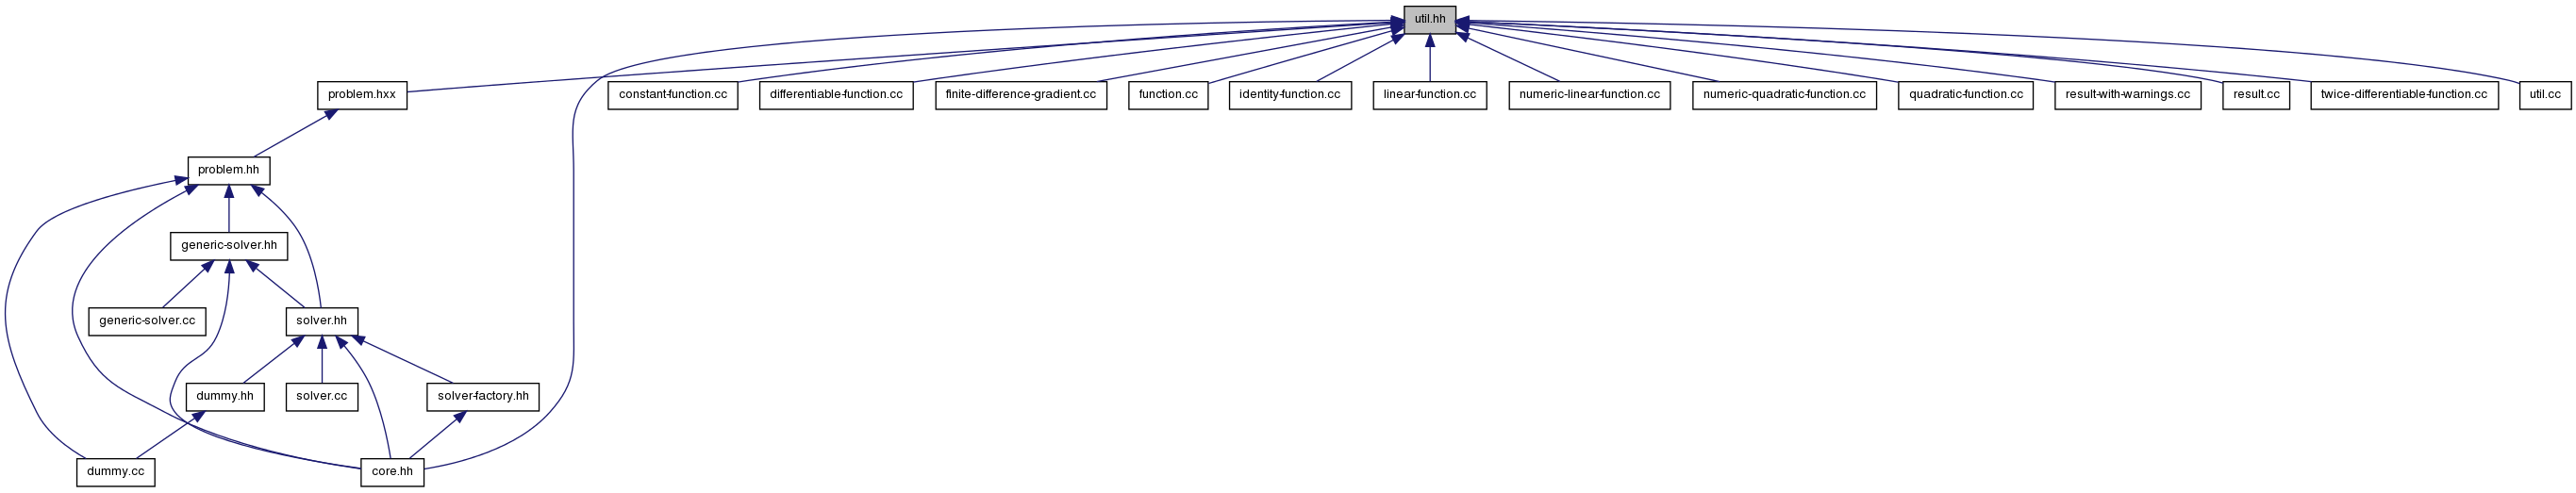 util.hh
problem.hxx
constant-function.cc
differentiable-function.cc
finite-difference-gradient.cc
function.cc
identity-function.cc
linear-function.cc
numeric-linear-function.cc
numeric-quadratic-function.cc
quadratic-function.cc
result-with-warnings.cc
result.cc
twice-differentiable-function.cc
util.cc
problem.hh
generic-solver.hh
generic-solver.cc
solver.hh
dummy.hh
solver.cc
solver-factory.hh
dummy.cc
core.hh